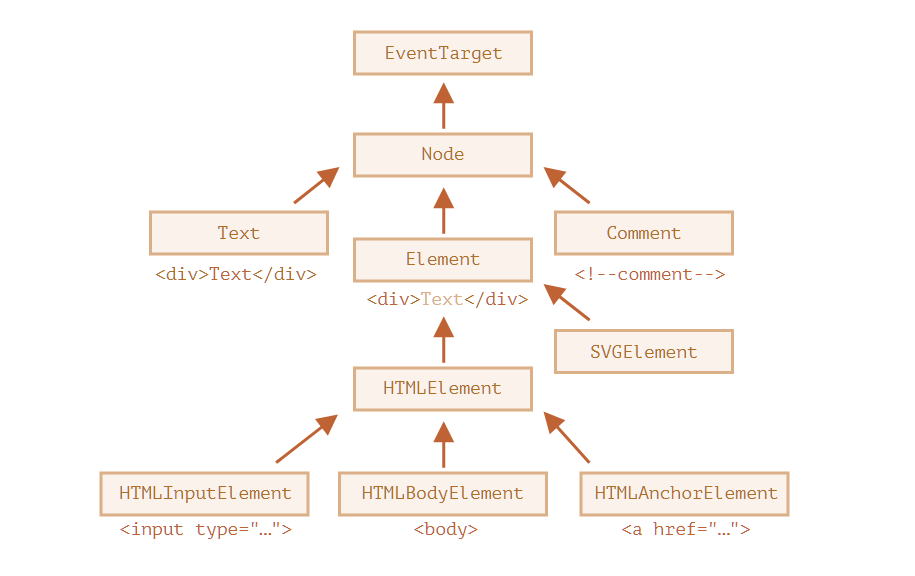 EventTarget
Node
Text
Comment
<div>Text</div>
Element
<!--comment-->
<div>Text</div>
SVGElement
HTMLElement
HTMLInputElement
HTMLBodyElement
HTMLAnchorElement
<input type="...">
<body>
<a href="...">